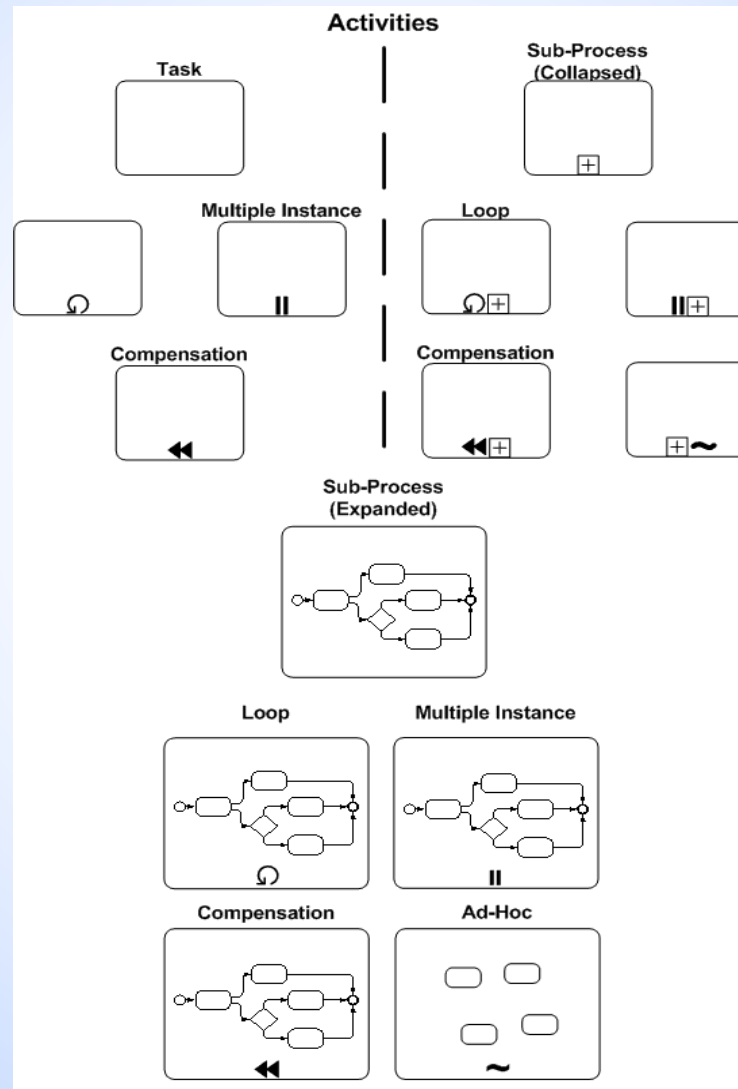 Activities
Task
Sub-Process
(Collapsed)
Multiple Instance
Loop
Compensation
Compensation
Sub-Process
(Expanded)
Loop
Multiple Instance
Compensation
Ad-Hoc